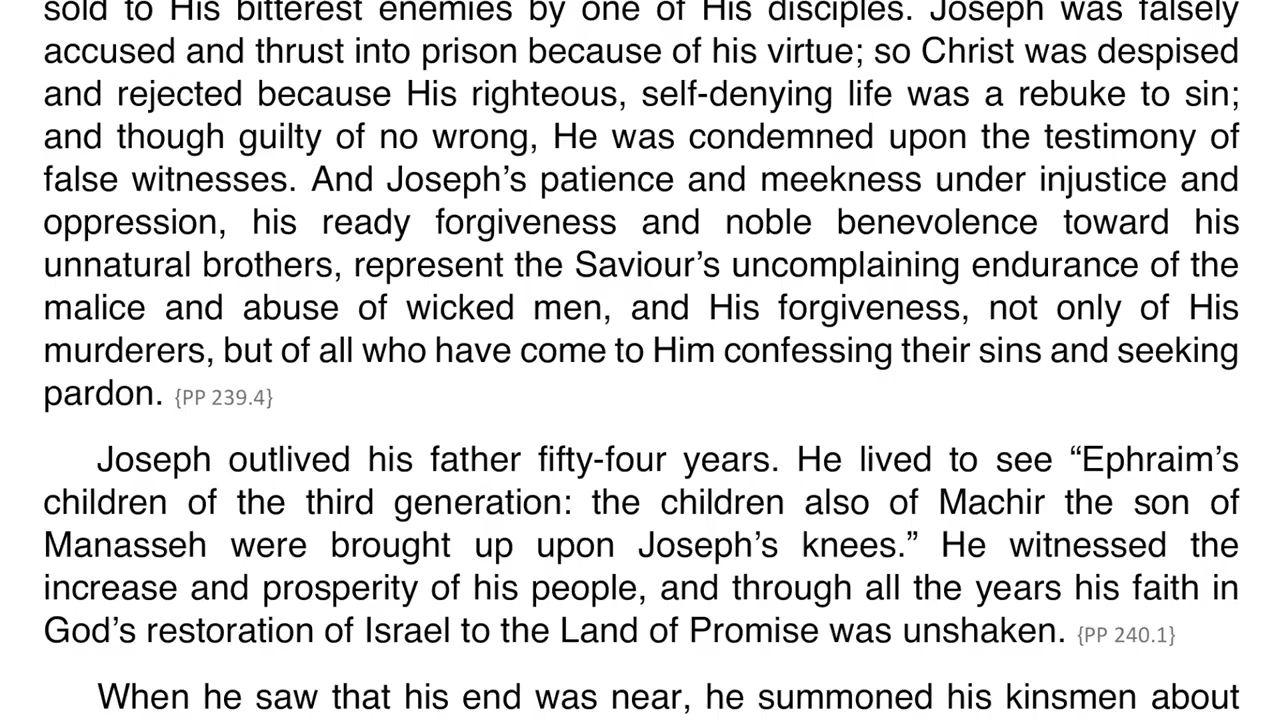 sold to His bitterest enemies by one of His disciples. Joseph was falsely
accused and thrust into prison because of his virtue; so Christ was despised
and rejected because His righteous, self-denying life was a rebuke to sin;
and though guilty of no wrong, He was condemned upon the testimony of
false witnesses. And Joseph’s patience and meekness under injustice and
oppression, his ready forgiveness and noble benevolence toward his
unnatural brothers, represent the Saviour’s uncomplaining endurance of the
malice and abuse of wicked men, and His forgiveness, not only of His
murderers, but of all who have come to Him confessing their sins and seeking
pardon. {PP 239.4}
Joseph outlived his father fifty-four years. He lived to see “Ephraim’s
children of the third generation: the children also of Machir the son of
Manasseh were brought up upon Joseph’s knees.” He witnessed the
increase and prosperity of his people, and through all the years his faith in
God’s restoration of Israel to the Land of Promise was unshaken. {PP 240.1}
When he saw that his end was near, he summoned his kinsmen about